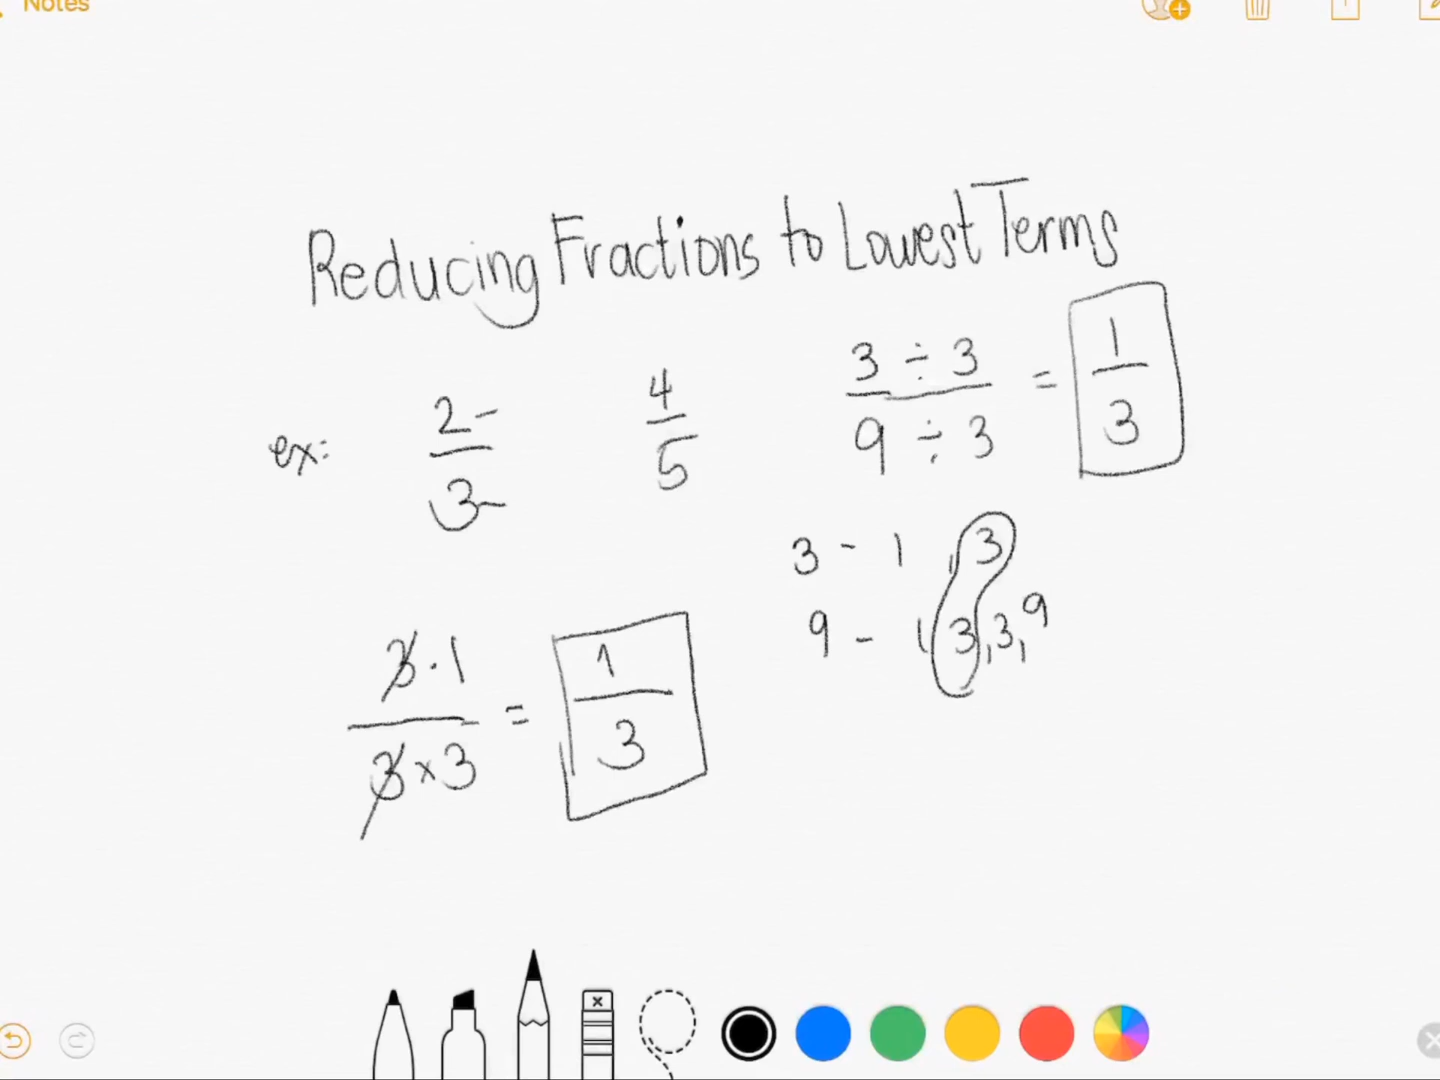 Notes
Reducing Fractions to Lowest Terms
ex: 2/3 4/5 3 ÷ 3 / 9 ÷ 3 = 1/3
3 - 1, 3
9 - 1, 3, 3, 9
3 · 1 / 3 × 3 = 1/3